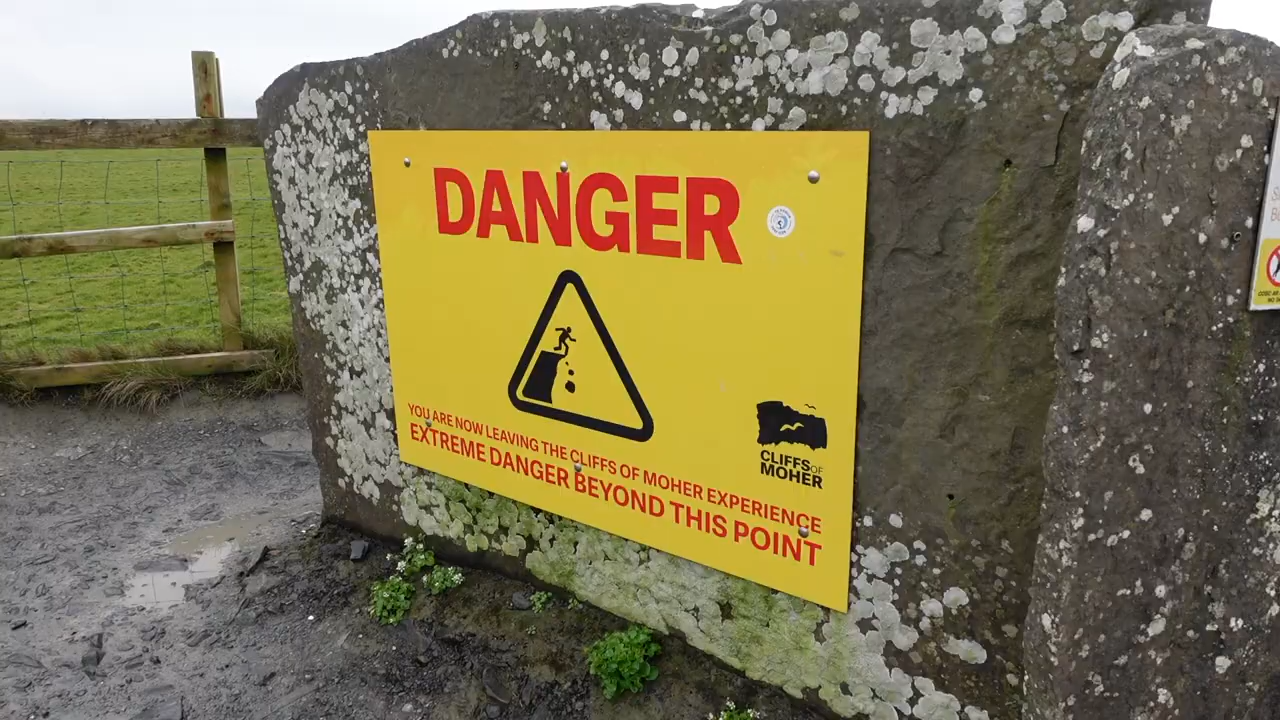 DANGER
YOU ARE NOW LEAVING THE CLIFFS OF MOHER EXPERIENCE
EXTREME DANGER BEYOND THIS POINT
CLIFFS OF
MOHER